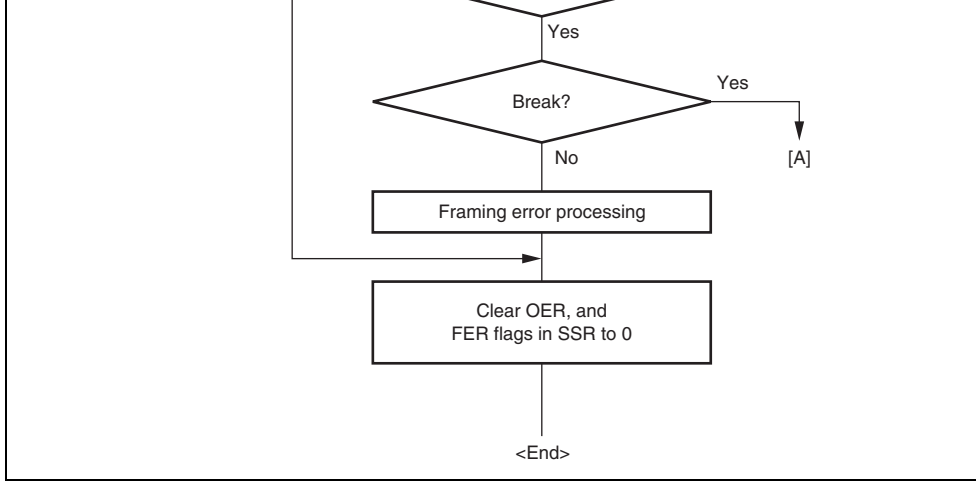 Yes
Yes
Break?
No
[A]
Framing error processing
Clear OER, and
FER flags in SSR to 0
<End>